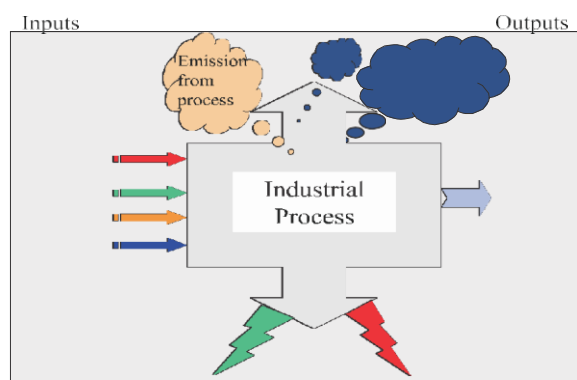 Inputs
Outputs
Emission
from
process
Industrial
Process